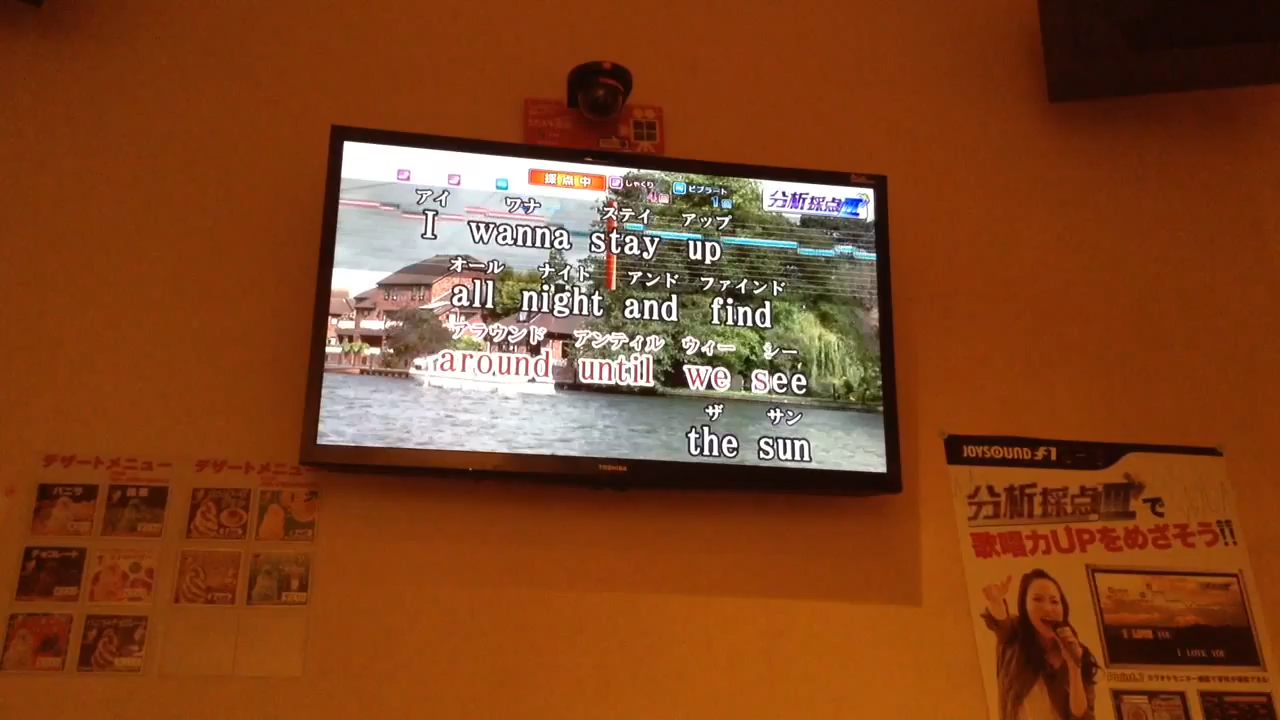 採点中 しゃくり ビブラート
分析採点III
アイ ワナ ステイ アップ
I wanna stay up
オール ナイト アンド ファインド
all night and find
アラウンド アンティル ウィー シー
around until we see
ザ サン
the sun
TOSHIBA
デザートメニュー デザートメニュー
バニラ
チョコレート
JOYSOUND f1
分析採点IIIで
歌唱力UPをめざそう!!
I LOVE YOU
I LOVE YOU